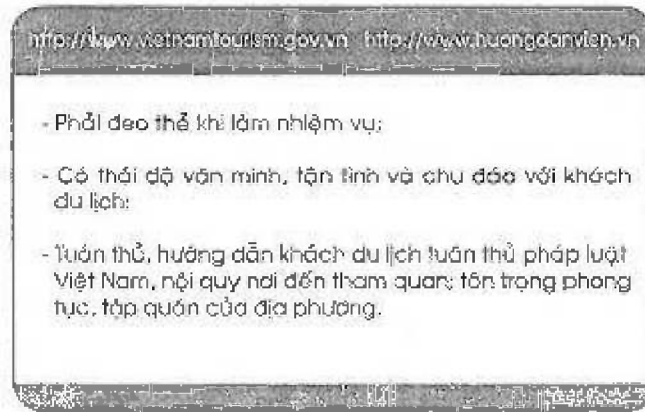 http://www.vietnamtourism.gov.vn http://www.huongdanvien.vn
- Phải đeo thẻ khi làm nhiệm vụ;
- Có thái độ văn minh, tận tình và chu đáo với khách
du lịch;
- Tuân thủ, hướng dẫn khách du lịch tuân thủ pháp luật
Việt Nam, nội quy nơi đến tham quan; tôn trọng phong
tục, tập quán của địa phương.